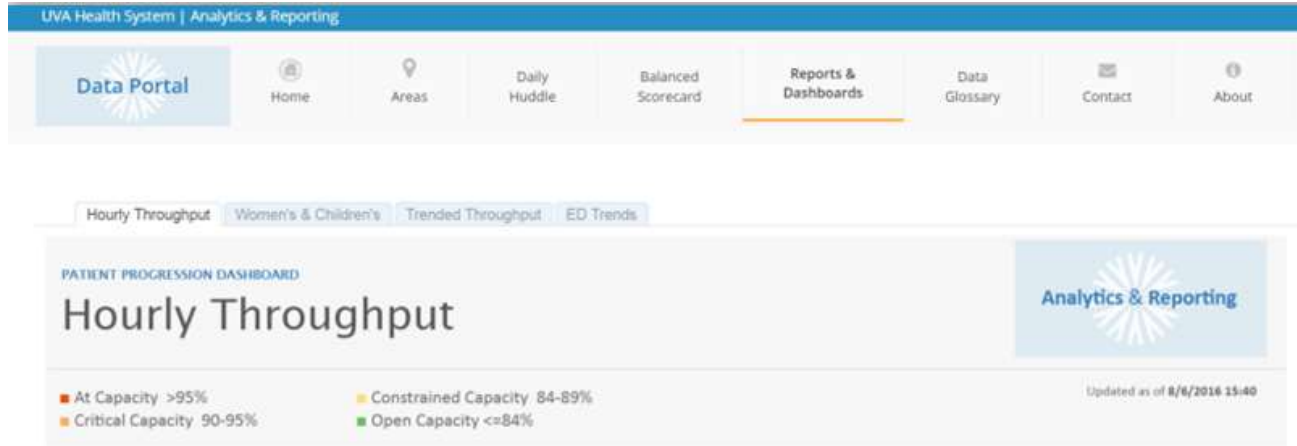 UVA Health System | Analytics & Reporting
Data Portal
Home
Areas
Daily
Huddle
Balanced
Scorecard
Reports &
Dashboards
Data
Glossary
Contact
About
Hourly Throughput
Women's & Children's
Trended Throughput
ED Trends
PATIENT PROGRESSION DASHBOARD
Hourly Throughput
Analytics & Reporting
At Capacity >95%
Constrained Capacity 84-89%
Updated as of 8/6/2016 15:40
Critical Capacity 90-95%
Open Capacity <=84%